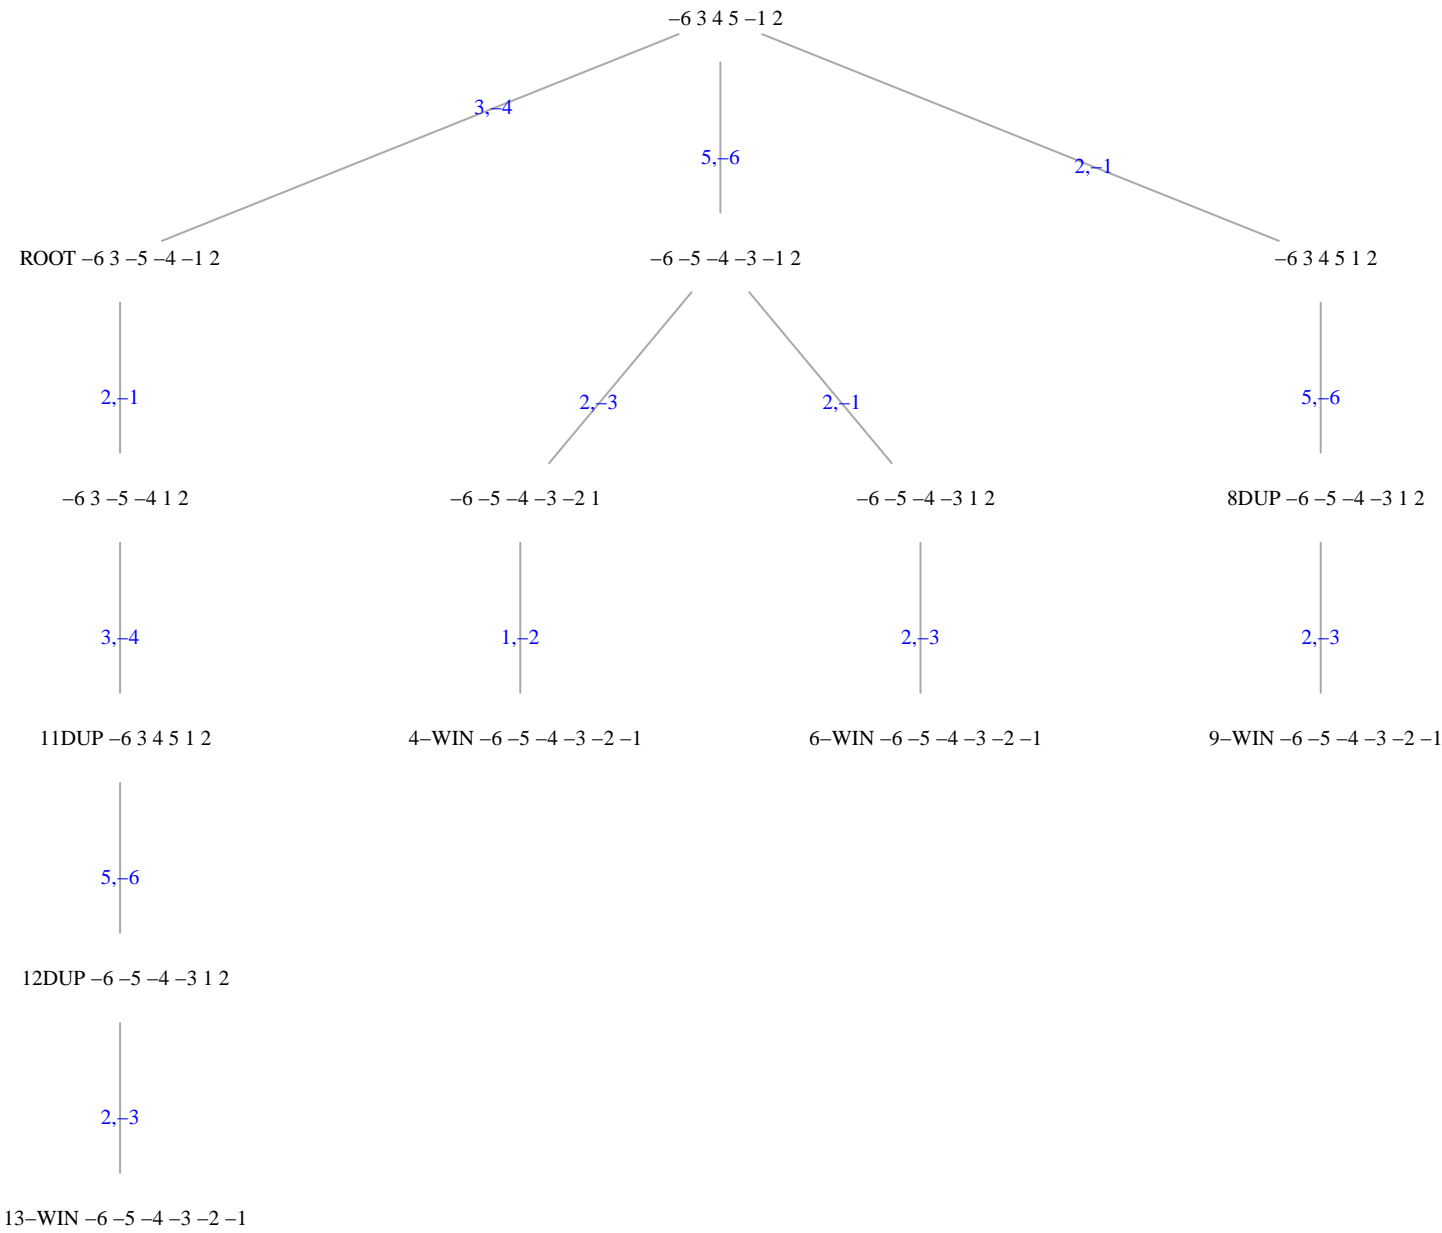 –6 3 4 5 –1 2
3,–4
5,–6
2,–1
ROOT –6 3 –5 –4 –1 2
–6 –5 –4 –3 –1 2
–6 3 4 5 1 2
2,–1
2,–3
2,–1
5,–6
–6 3 –5 –4 1 2
–6 –5 –4 –3 –2 1
–6 –5 –4 –3 1 2
8DUP –6 –5 –4 –3 1 2
3,–4
1,–2
2,–3
2,–3
11DUP –6 3 4 5 1 2
4–WIN –6 –5 –4 –3 –2 –1
6–WIN –6 –5 –4 –3 –2 –1
9–WIN –6 –5 –4 –3 –2 –1
5,–6
12DUP –6 –5 –4 –3 1 2
2,–3
13–WIN –6 –5 –4 –3 –2 –1